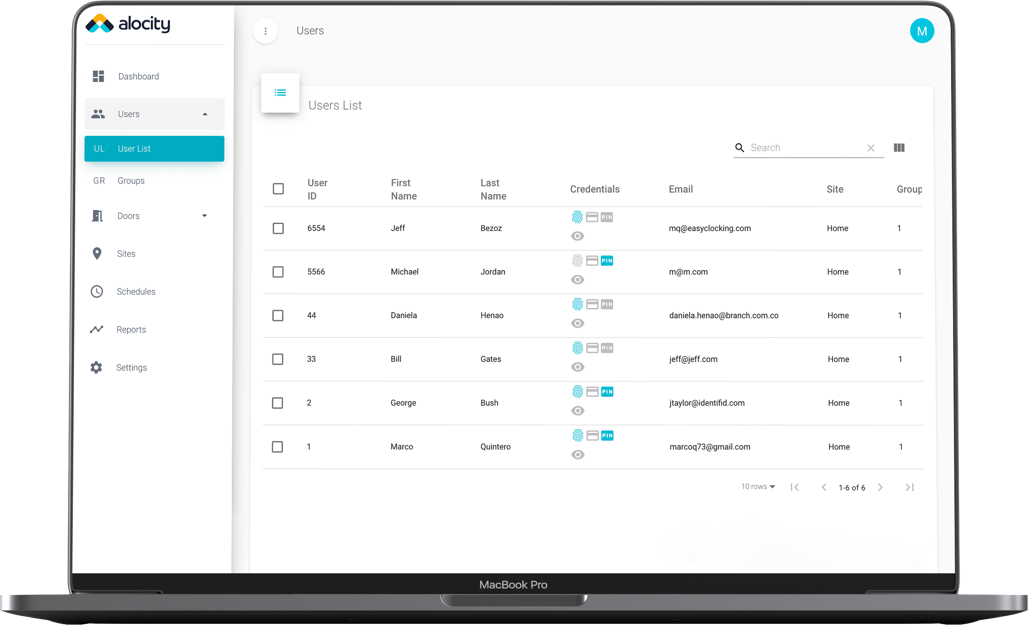 alocity
Users
M
Dashboard
Users
UL User List
GR Groups
Doors
Sites
Schedules
Reports
Settings
Users List
Search
User ID First Name Last Name Credentials Email Site Group
6554 Jeff Bezoz PIN mq@easyclocking.com Home 1
5566 Michael Jordan PIN m@m.com Home 1
44 Daniela Henao PIN daniela.henao@branch.com.co Home 1
33 Bill Gates PIN jeff@jeff.com Home 1
2 George Bush PIN jtaylor@identifid.com Home 1
1 Marco Quintero PIN marcoq73@gmail.com Home 1
10 rows 1-6 of 6
MacBook Pro